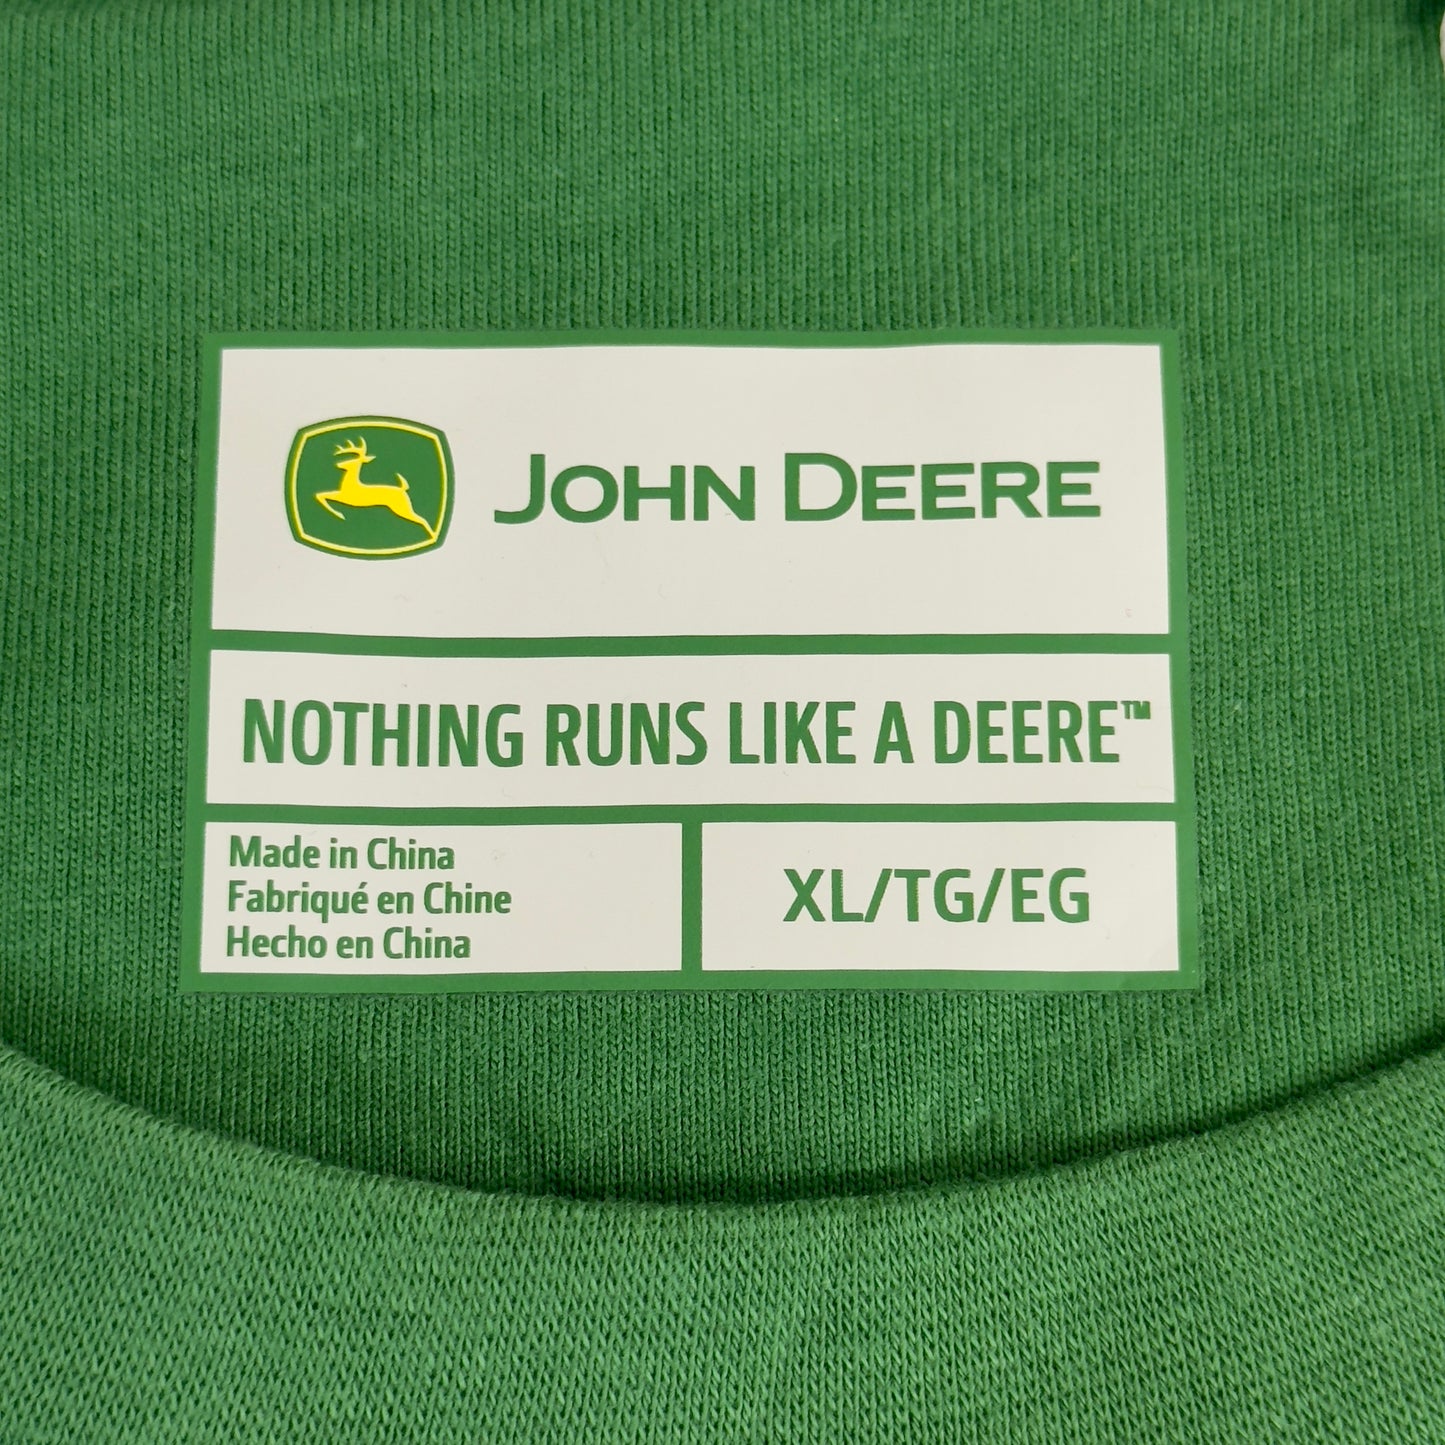 JOHN DEERE
NOTHING RUNS LIKE A DEERE™
Made in China
Fabriqué en Chine
Hecho en China
XL/TG/EG